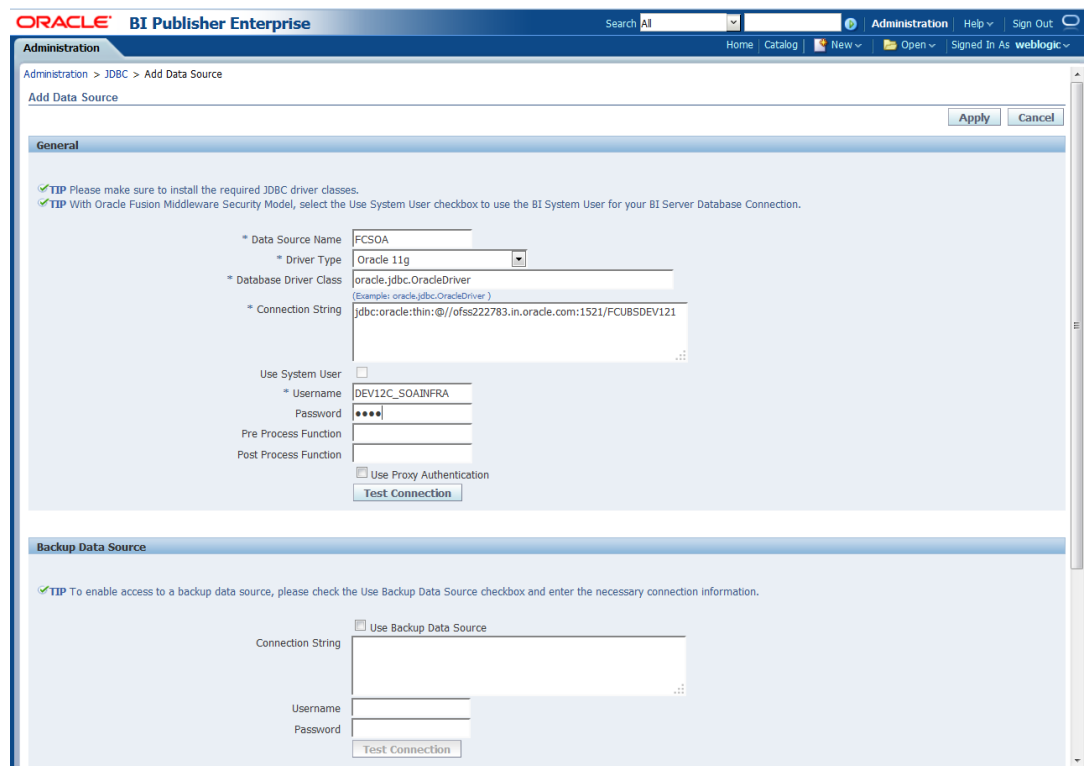 ORACLE BI Publisher Enterprise Search All Administration Help Sign Out
Administration Home Catalog New Open Signed In As weblogic
Administration > JDBC > Add Data Source
Add Data Source
Apply Cancel
General
TIP Please make sure to install the required JDBC driver classes.
TIP With Oracle Fusion Middleware Security Model, select the Use System User checkbox to use the BI System User for your BI Server Database Connection.
* Data Source Name FCSOA
* Driver Type Oracle 11g
* Database Driver Class oracle.jdbc.OracleDriver
(Example: oracle.jdbc.OracleDriver )
* Connection String jdbc:oracle:thin:@//ofss222783.in.oracle.com:1521/FCUBSDEV121
Use System User
* Username DEV12C_SOAINFRA
Password ••••
Pre Process Function
Post Process Function
Use Proxy Authentication
Test Connection
Backup Data Source
TIP To enable access to a backup data source, please check the Use Backup Data Source checkbox and enter the necessary connection information.
Use Backup Data Source
Connection String
Username
Password
Test Connection